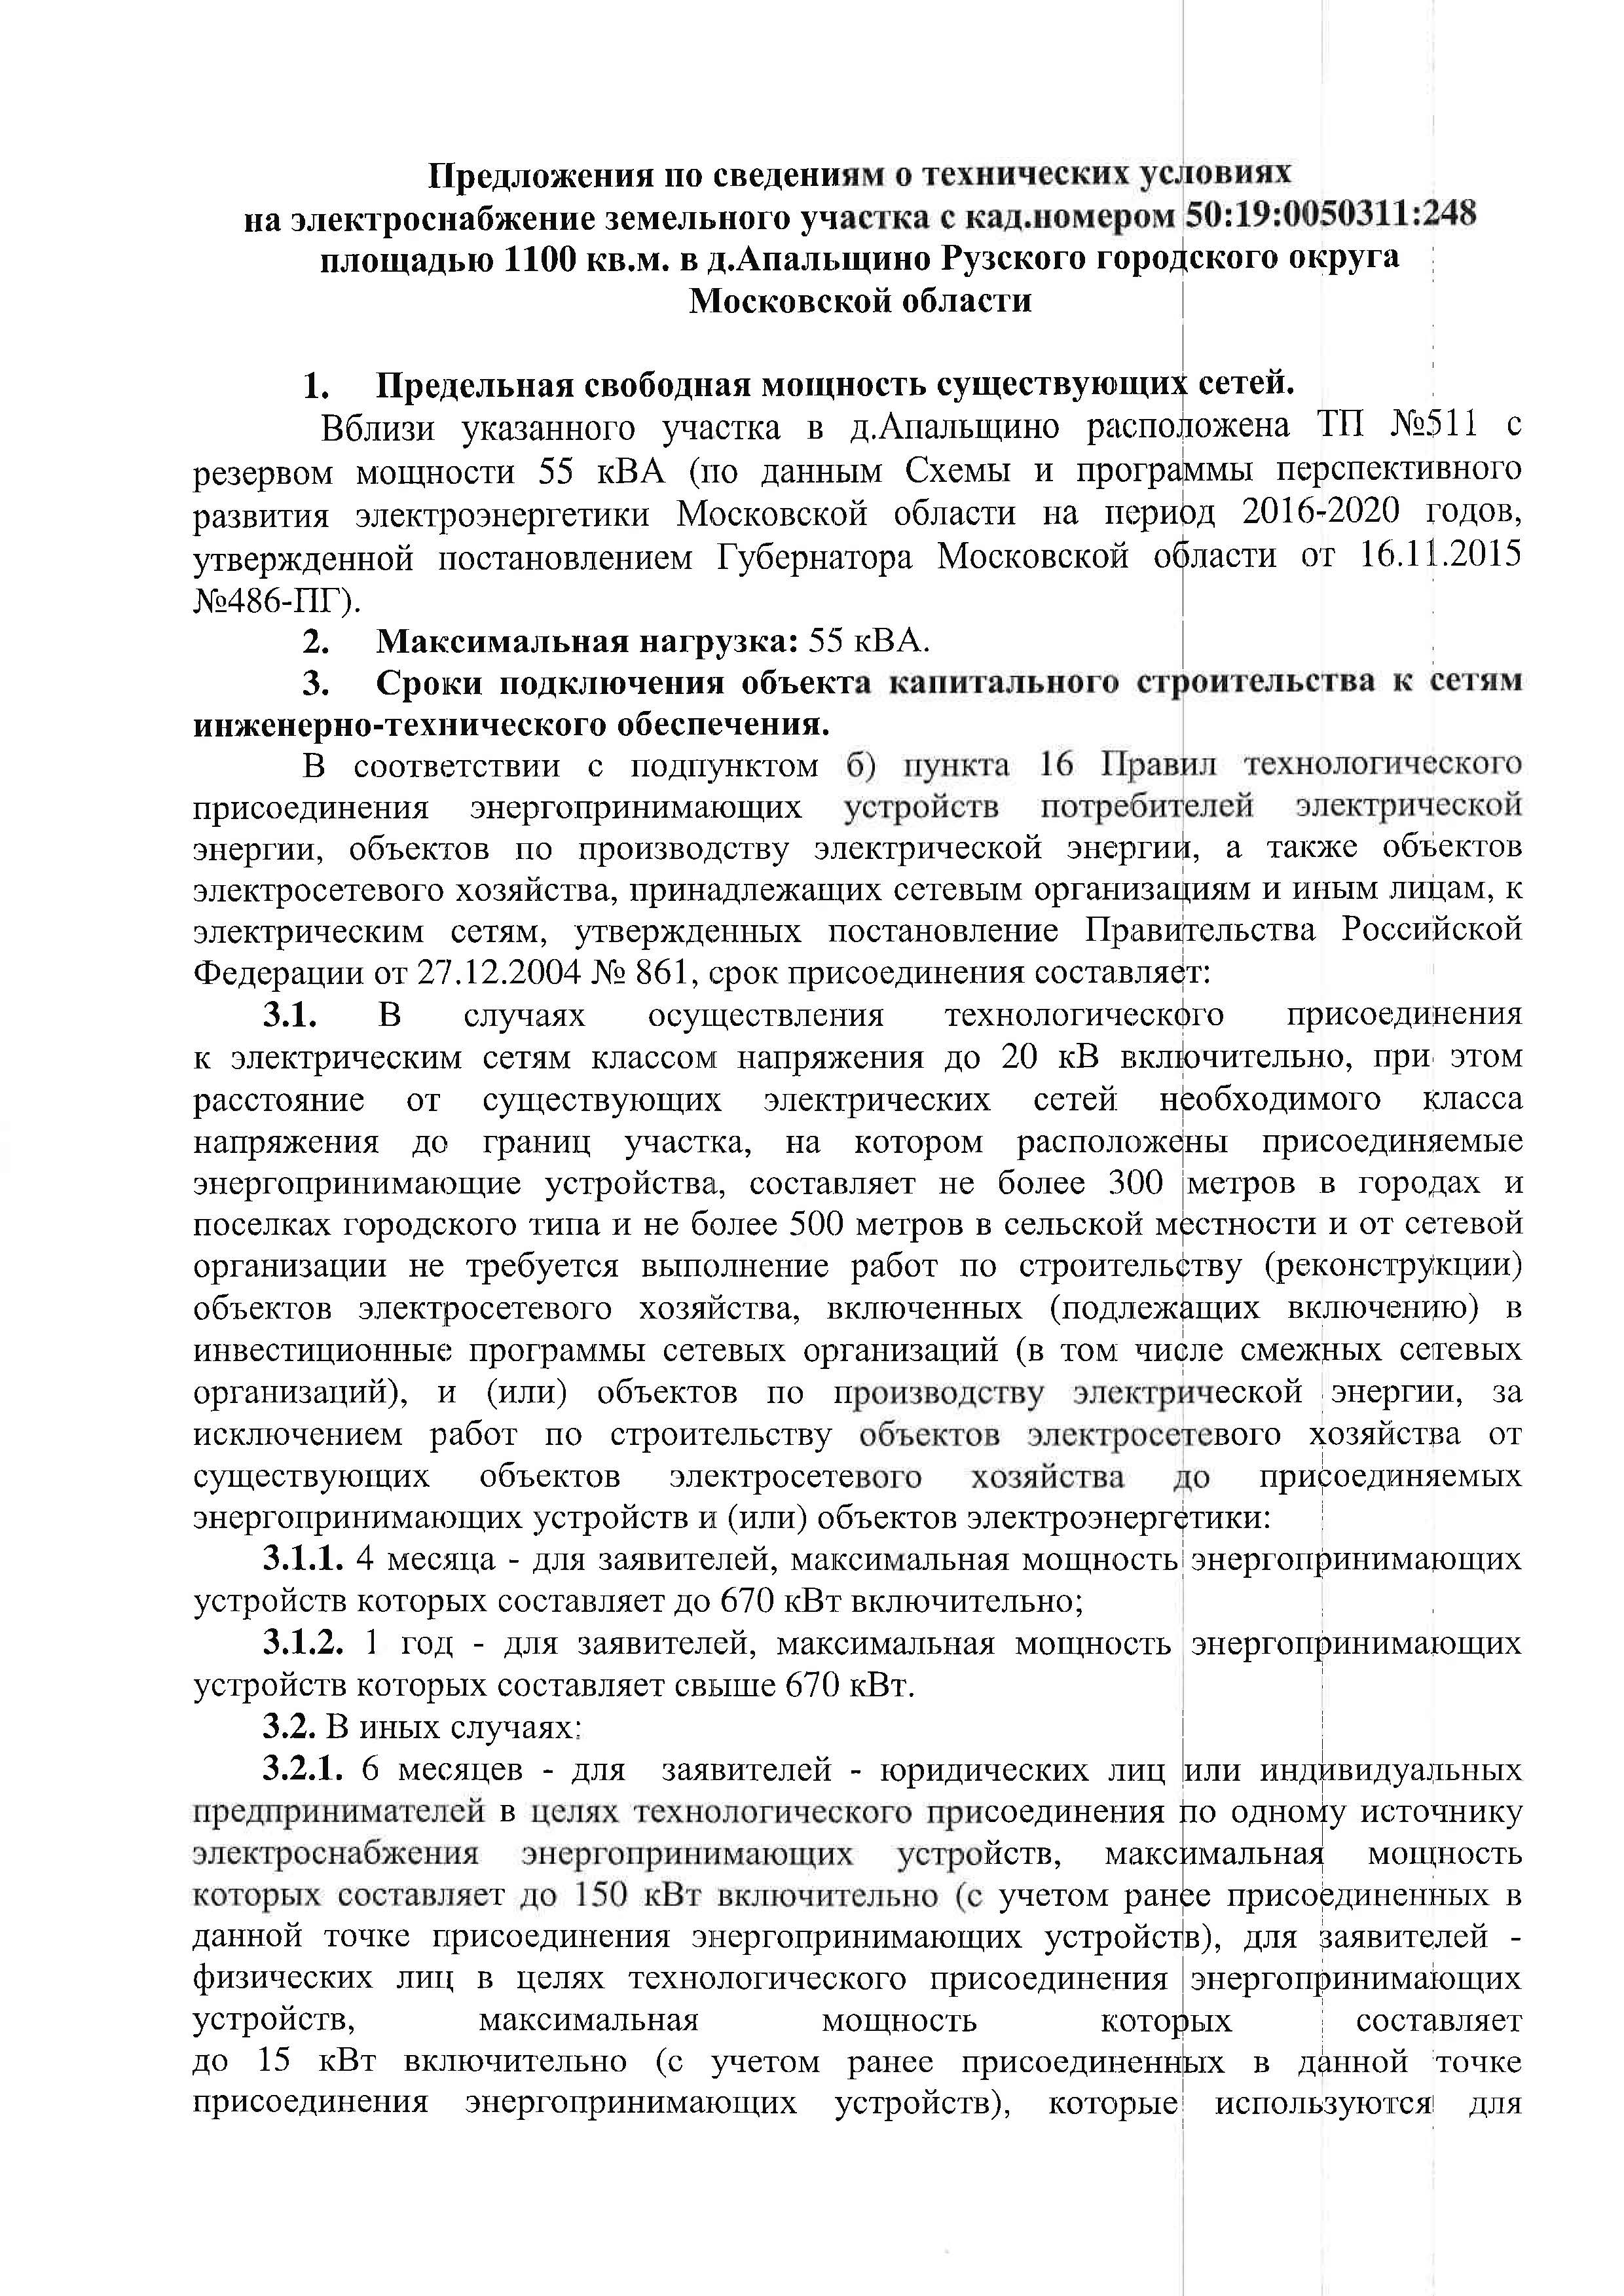 Предложения по сведениям о технических условиях
на электроснабжение земельного участка с кад.номером 50:19:0050311:248
площадью 1100 кв.м. в д.Апальщино Рузского городского округа
Московской области
1. Предельная свободная мощность существующих сетей.
Вблизи указанного участка в д.Апальщино расположена ТП №511 с
резервом мощности 55 кВА (по данным Схемы и программы перспективного
развития электроэнергетики Московской области на период 2016-2020 годов,
утвержденной постановлением Губернатора Московской области от 16.11.2015
№486-ПГ).
2. Максимальная нагрузка: 55 кВА.
3. Сроки подключения объекта капитального строительства к сетям
инженерно-технического обеспечения.
В соответствии с подпунктом б) пункта 16 Правил технологического
присоединения энергопринимающих устройств потребителей электрической
энергии, объектов по производству электрической энергии, а также объектов
электросетевого хозяйства, принадлежащих сетевым организациям и иным лицам, к
электрическим сетям, утвержденных постановление Правительства Российской
Федерации от 27.12.2004 № 861, срок присоединения составляет:
3.1. В случаях осуществления технологического присоединения
к электрическим сетям классом напряжения до 20 кВ включительно, при этом
расстояние от существующих электрических сетей необходимого класса
напряжения до границ участка, на котором расположены присоединяемые
энергопринимающие устройства, составляет не более 300 метров в городах и
поселках городского типа и не более 500 метров в сельской местности и от сетевой
организации не требуется выполнение работ по строительству (реконструкции)
объектов электросетевого хозяйства, включенных (подлежащих включению) в
инвестиционные программы сетевых организаций (в том числе смежных сетевых
организаций), и (или) объектов по производству электрической энергии, за
исключением работ по строительству объектов электросетевого хозяйства от
существующих объектов электросетевого хозяйства до присоединяемых
энергопринимающих устройств и (или) объектов электроэнергетики:
3.1.1. 4 месяца - для заявителей, максимальная мощность энергопринимающих
устройств которых составляет до 670 кВт включительно;
3.1.2. 1 год - для заявителей, максимальная мощность энергопринимающих
устройств которых составляет свыше 670 кВт.
3.2. В иных случаях:
3.2.1. 6 месяцев - для заявителей - юридических лиц или индивидуальных
предпринимателей в целях технологического присоединения по одному источнику
электроснабжения энергопринимающих устройств, максимальная мощность
которых составляет до 150 кВт включительно (с учетом ранее присоединенных в
данной точке присоединения энергопринимающих устройств), для заявителей -
физических лиц в целях технологического присоединения энергопринимающих
устройств, максимальная мощность которых составляет
до 15 кВт включительно (с учетом ранее присоединенных в данной точке
присоединения энергопринимающих устройств), которые используются для